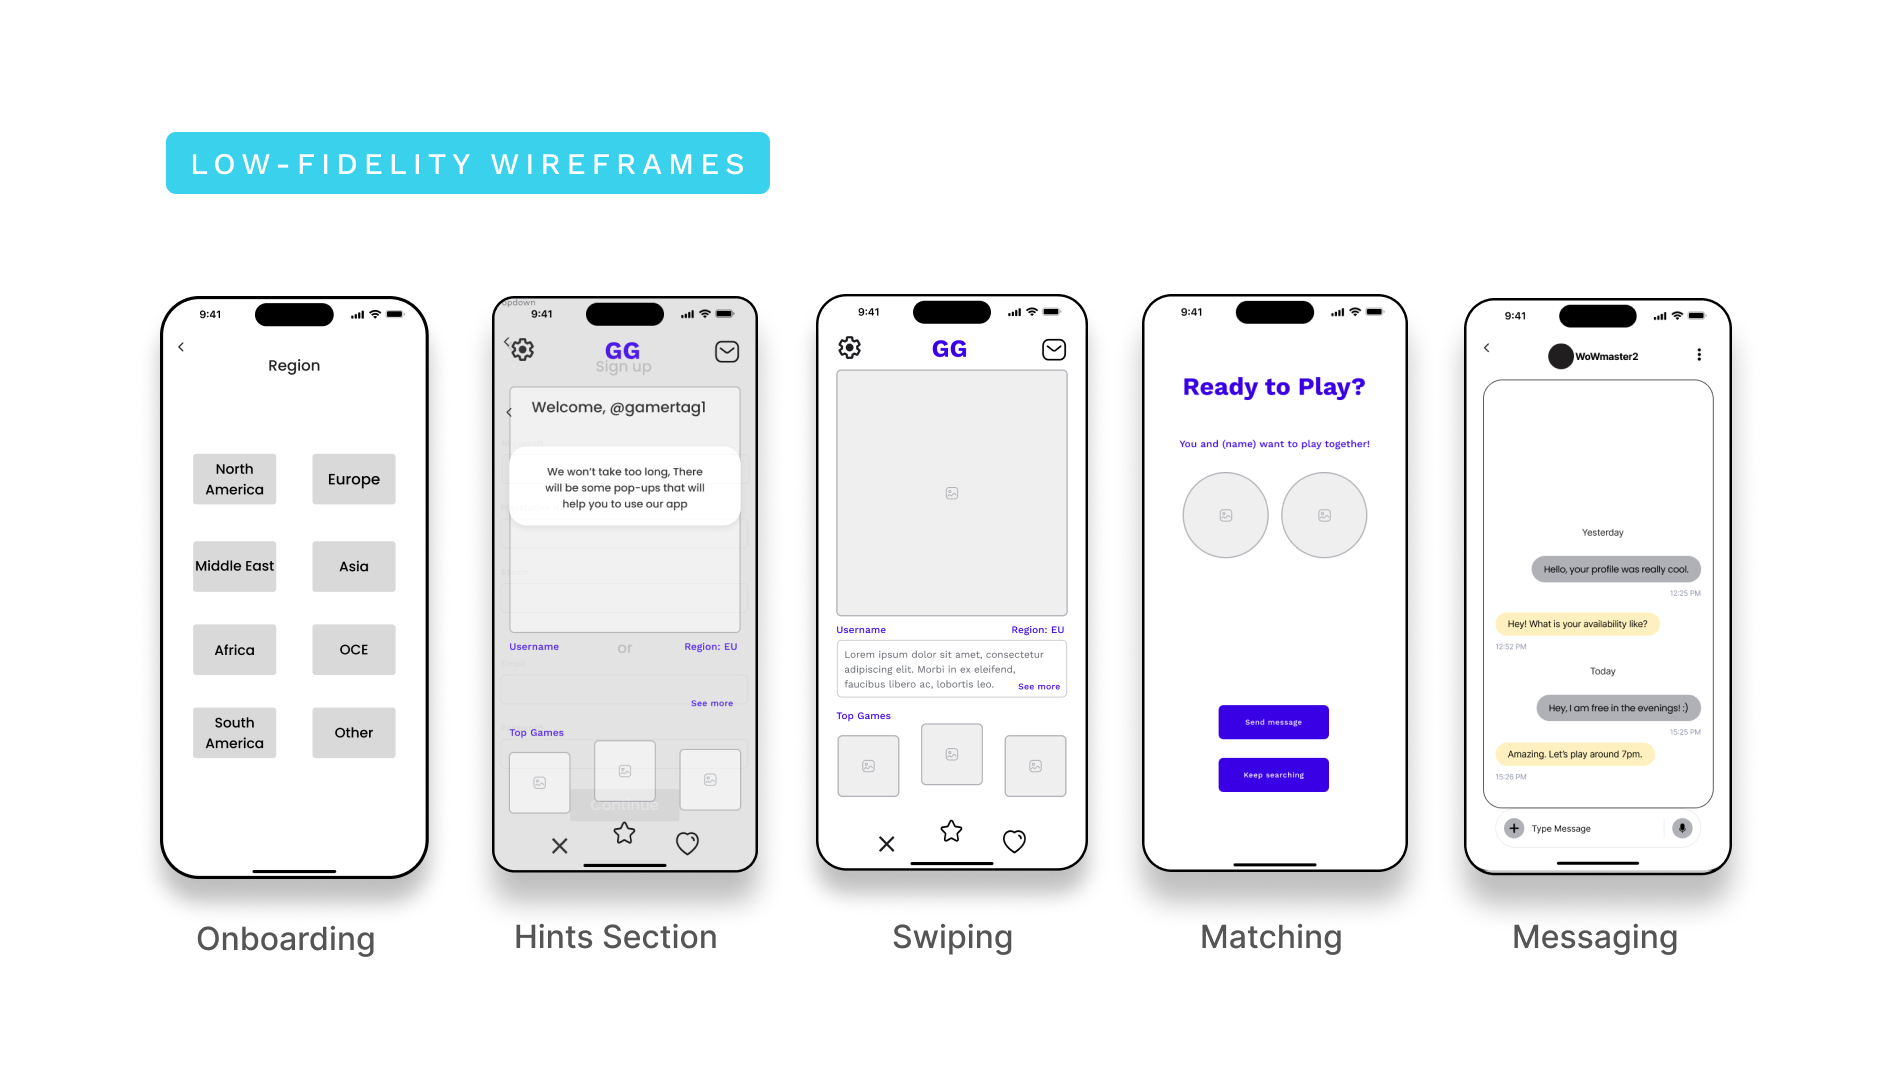 LOW-FIDELITY WIREFRAMES
9:41
Region
North
America
Europe
Middle East
Asia
Africa
OCE
South
America
Other
Onboarding
opdown
9:41
GG
Sign up
Welcome, @gamertag1
We won't take too long, There
will be some pop-ups that will
help you to use our app
Username
or
Region: EU
See more
Top Games
Continue
Hints Section
9:41
GG
Username
Region: EU
Lorem ipsum dolor sit amet, consectetur
adipiscing elit. Morbi in ex eleifend,
faucibus libero ac, lobortis leo.
See more
Top Games
Swiping
9:41
Ready to Play?
You and (name) want to play together!
Send message
Keep searching
Matching
9:41
WoWmaster2
Yesterday
Hello, your profile was really cool.
12:25 PM
Hey! What is your availability like?
12:52 PM
Today
Hey, I am free in the evenings! :)
15:25 PM
Amazing. Let's play around 7pm.
15:26 PM
Type Message
Messaging